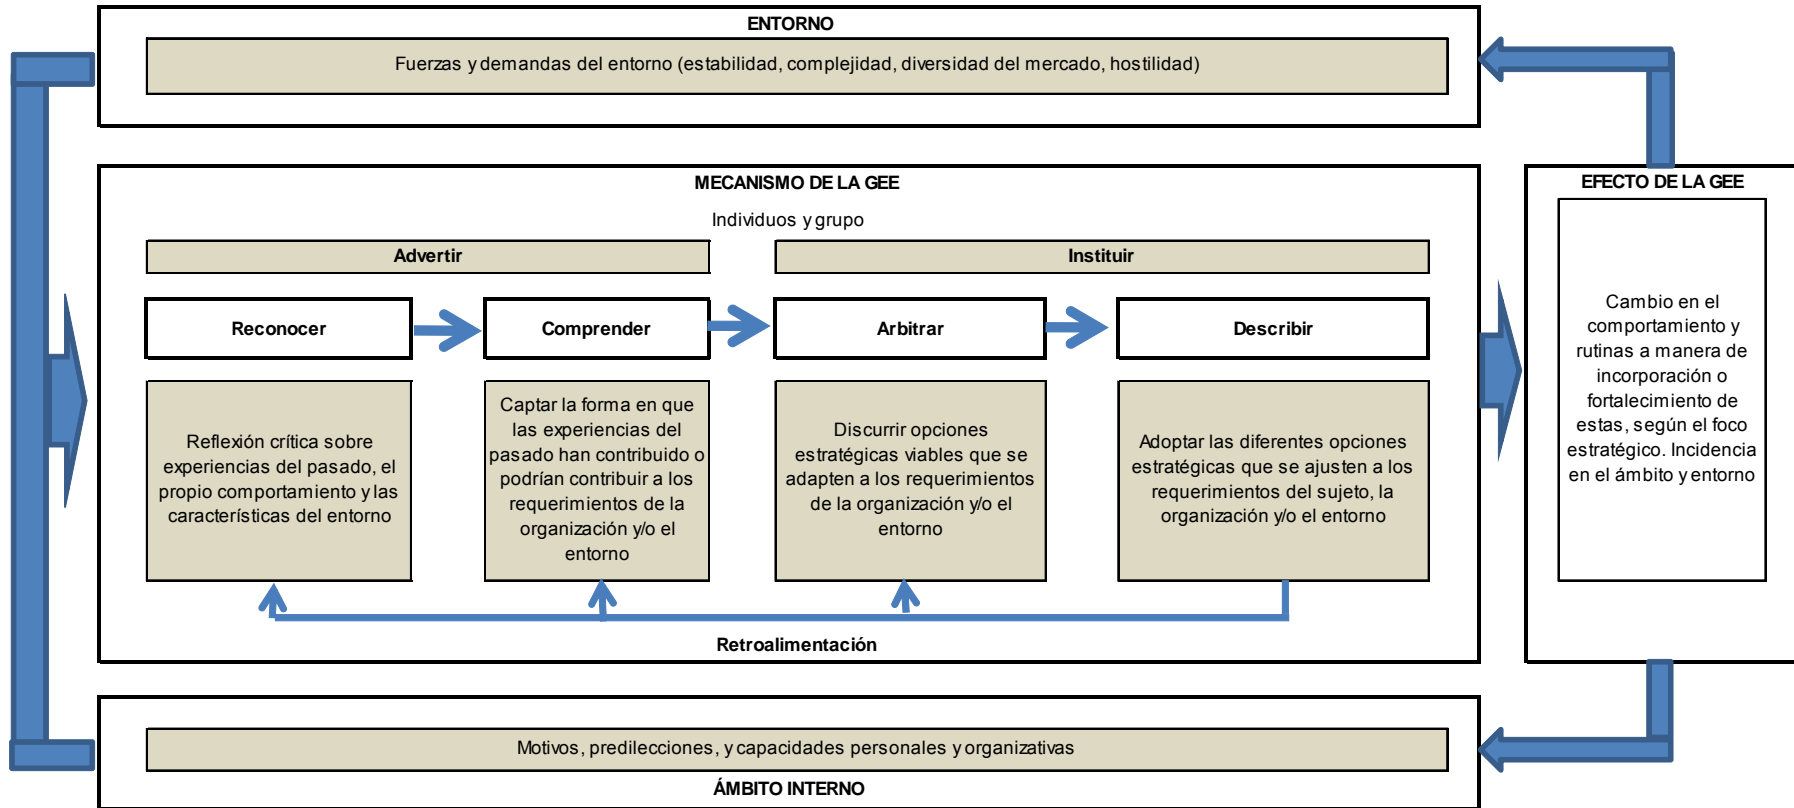 ENTORNO
Fuerzas y demandas del entorno (estabilidad, complejidad, diversidad del mercado, hostilidad)
MECANISMO DE LA GEE
Individuos y grupo
Advertir
Instituir
Reconocer
Comprender
Arbitrar
Describir
Reflexión crítica sobre
experiencias del pasado, el
propio comportamiento y las
características del entorno
Captar la forma en que
las experiencias del
pasado han contribuido o
podrían contribuir a los
requerimientos de la
organización y/o el
entorno
Discurrir opciones
estratégicas viables que se
adapten a los requerimientos
de la organización y/o el
entorno
Adoptar las diferentes opciones
estratégicas que se ajusten a los
requerimientos del sujeto, la
organización y/o el entorno
Retroalimentación
EFECTO DE LA GEE
Cambio en el
comportamiento y
rutinas a manera de
incorporación o
fortalecimiento de
estas, según el foco
estratégico. Incidencia
en el ámbito y entorno
Motivos, predilecciones, y capacidades personales y organizativas
ÁMBITO INTERNO